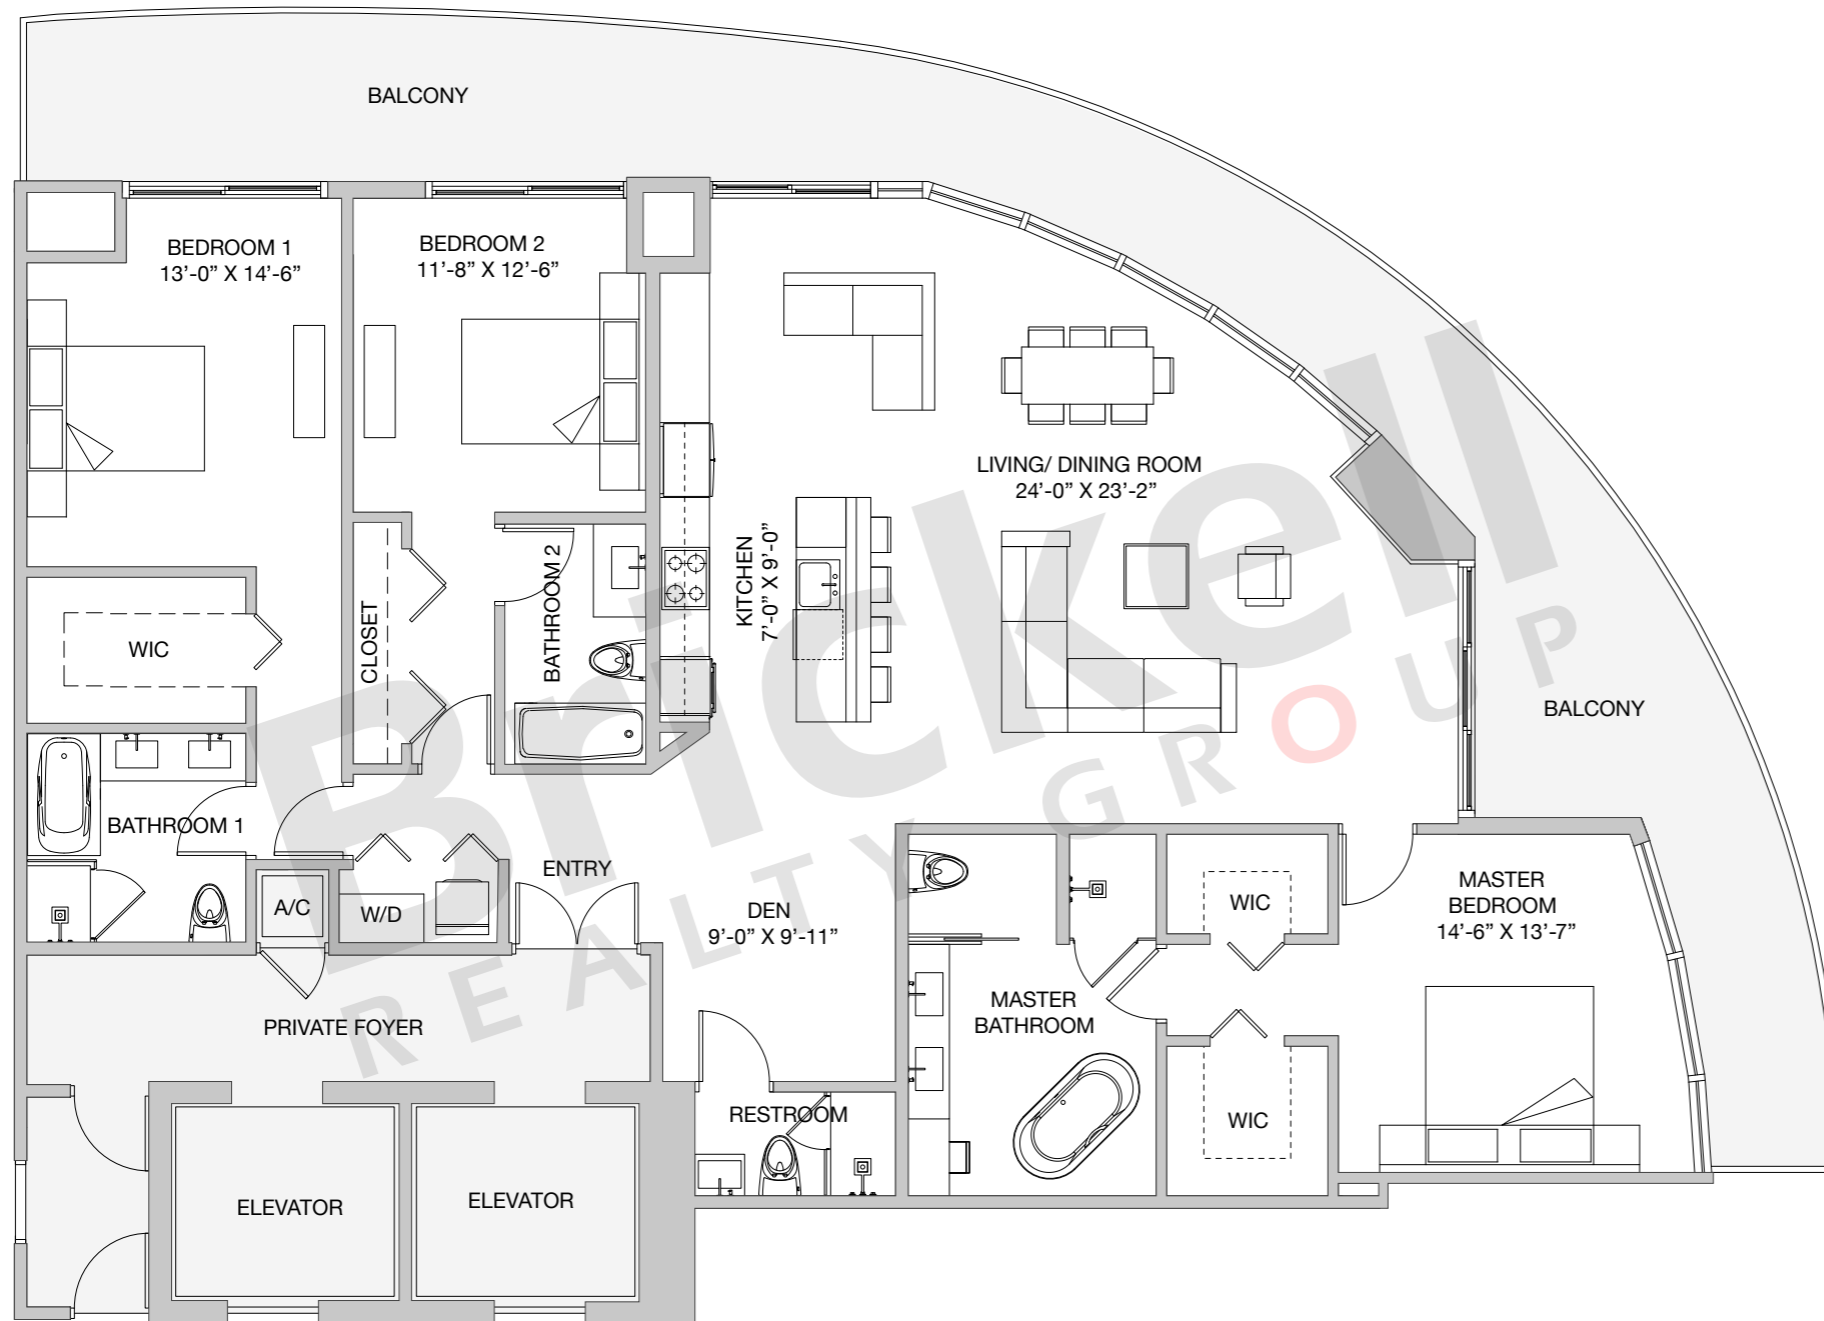 BALCONY
BEDROOM 1
13’-0” X 14’-6”
BEDROOM 2
11’-8” X 12’-6”
LIVING/ DINING ROOM
24’-0” X 23’-2”
KITCHEN
7’-0” X 9’-0”
BATHROOM 2
CLOSET
WIC
BALCONY
BATHROOM 1
ENTRY
A/C
W/D
DEN
9’-0” X 9’-11”
WIC
MASTER
BEDROOM
14’-6” X 13’-7”
MASTER
BATHROOM
PRIVATE FOYER
RESTROOM
WIC
ELEVATOR
ELEVATOR
Brickell
REALTY GROUP